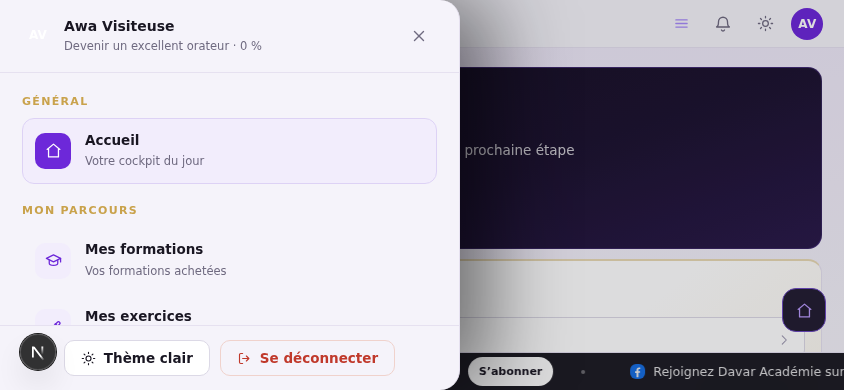 AV
Awa Visiteuse
Devenir un excellent orateur · 0 %
AV
GÉNÉRAL
Accueil
Votre cockpit du jour
prochaine étape
MON PARCOURS
Mes formations
Vos formations achetées
Mes exercices
N
Thème clair
Se déconnecter
S’abonner
•
Rejoignez Davar Académie sur